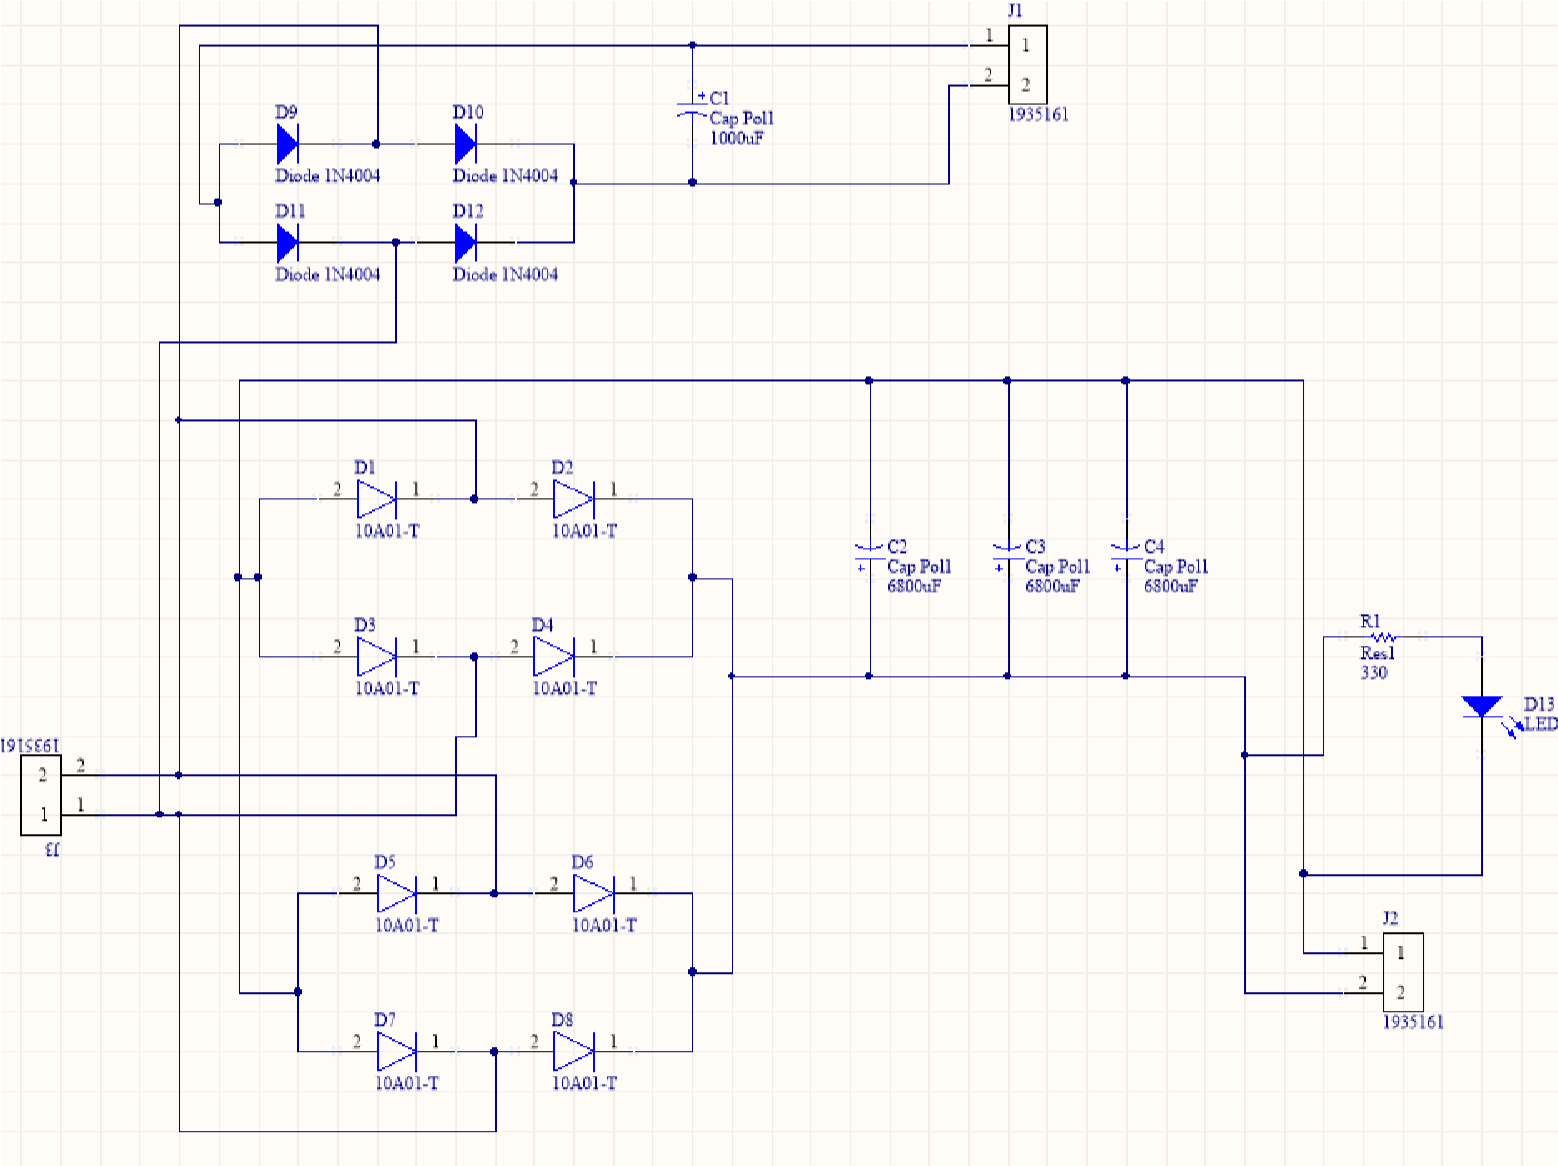 J1
1
1
2
2
1935161
C1
Cap Pol1
1000uF
D9
Diode 1N4004
D10
Diode 1N4004
D11
Diode 1N4004
D12
Diode 1N4004
D1
2
1
10A01-T
D2
2
1
10A01-T
D3
2
1
10A01-T
D4
2
1
10A01-T
C2
Cap Pol1
6800uF
C3
Cap Pol1
6800uF
C4
Cap Pol1
6800uF
R1
Res1
330
D13
LED
1935161
2
2
1
1
J3
D5
2
1
10A01-T
D6
2
1
10A01-T
D7
2
1
10A01-T
D8
2
1
10A01-T
J2
1
1
2
2
1935161